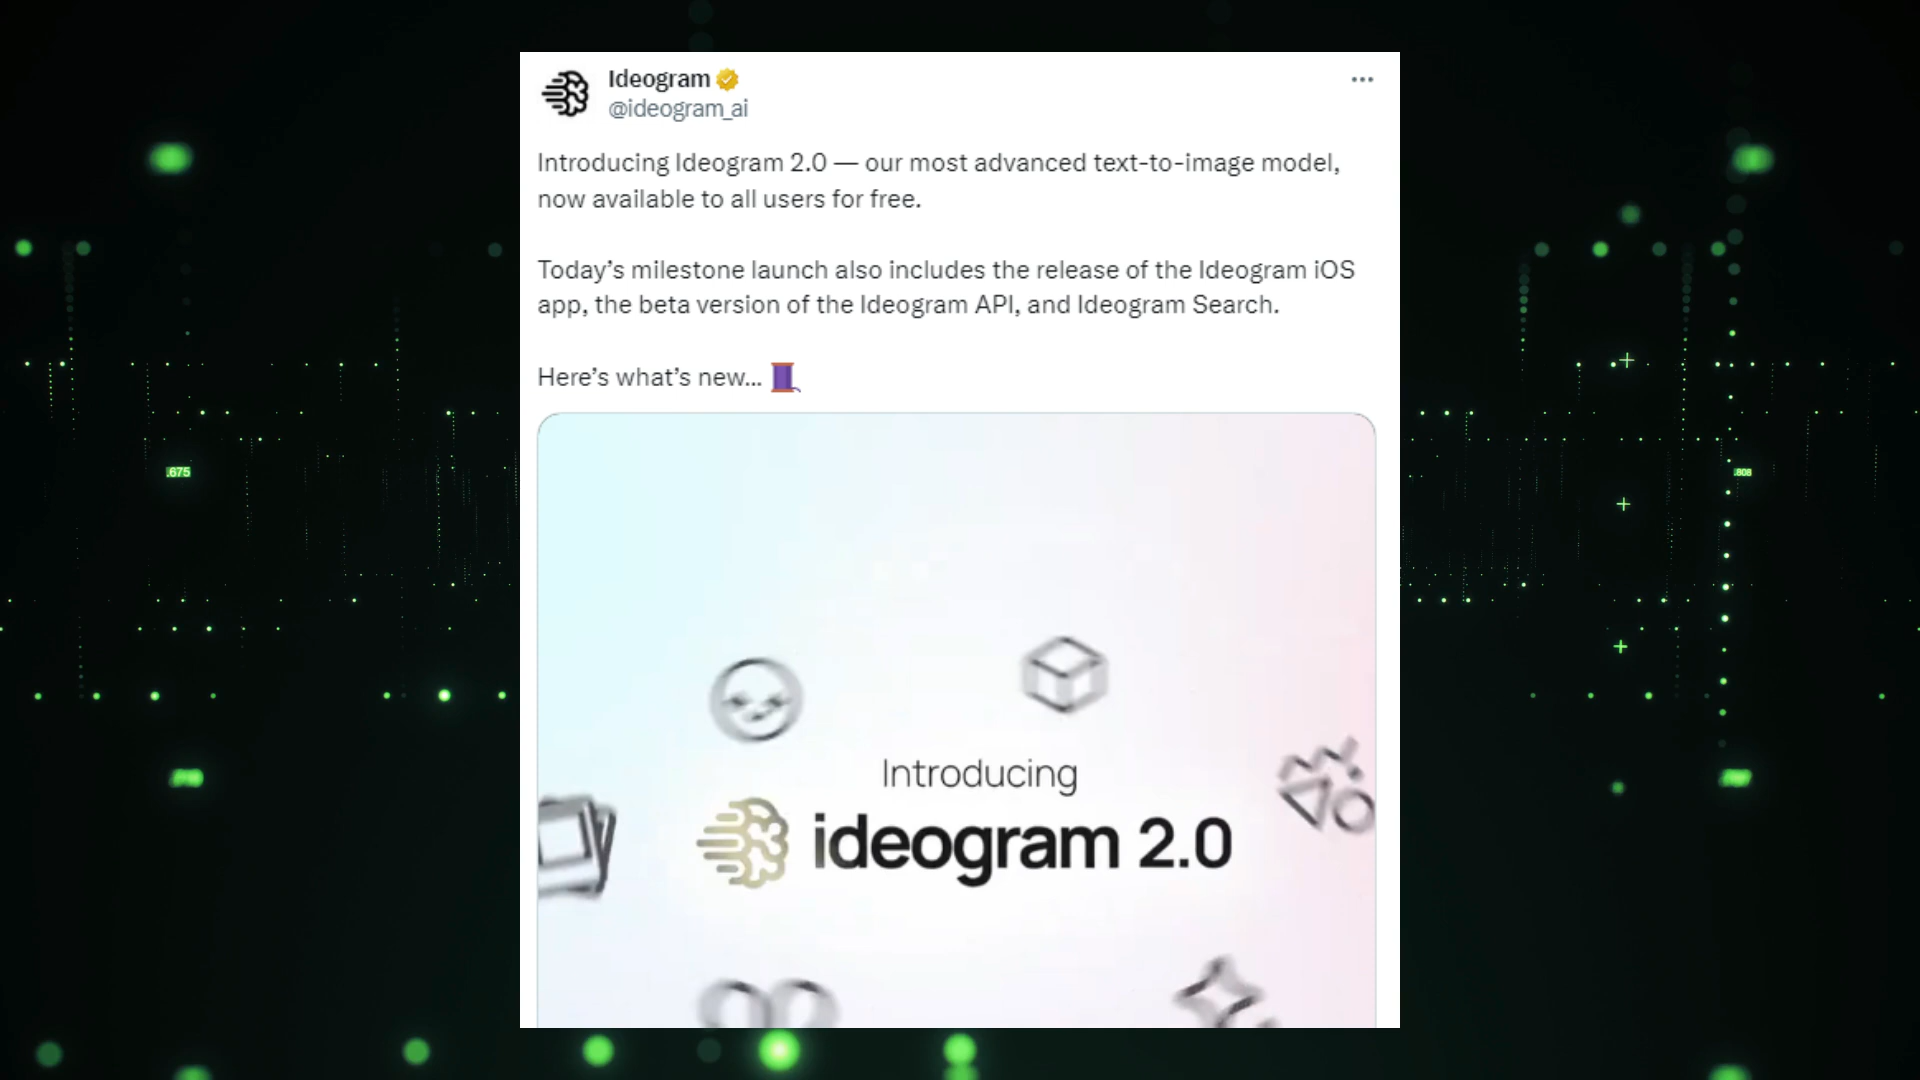 Ideogram
@ideogram_ai
Introducing Ideogram 2.0 — our most advanced text-to-image model,
now available to all users for free.
Today’s milestone launch also includes the release of the Ideogram iOS
app, the beta version of the Ideogram API, and Ideogram Search.
Here’s what’s new...
.675
.808
Introducing
ideogram 2.0